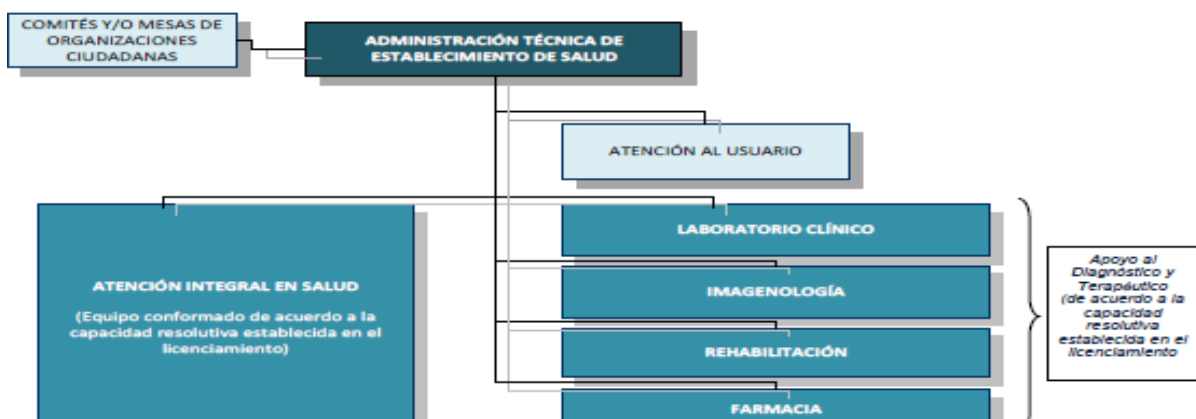 COMITÉS Y/O MESAS DE
ORGANIZACIONES
CIUDADANAS
ADMINISTRACIÓN TÉCNICA DE
ESTABLECIMIENTO DE SALUD
ATENCIÓN AL USUARIO
ATENCIÓN INTEGRAL EN SALUD
(Equipo conformado de acuerdo a la
capacidad resolutiva establecida en el
licenciamiento)
LABORATORIO CLÍNICO
IMAGENOLOGÍA
REHABILITACIÓN
FARMACIA
Apoyo al
Diagnóstico y
Terapéutico
(de acuerdo a la
capacidad
resolutiva
establecida en el
licenciamiento